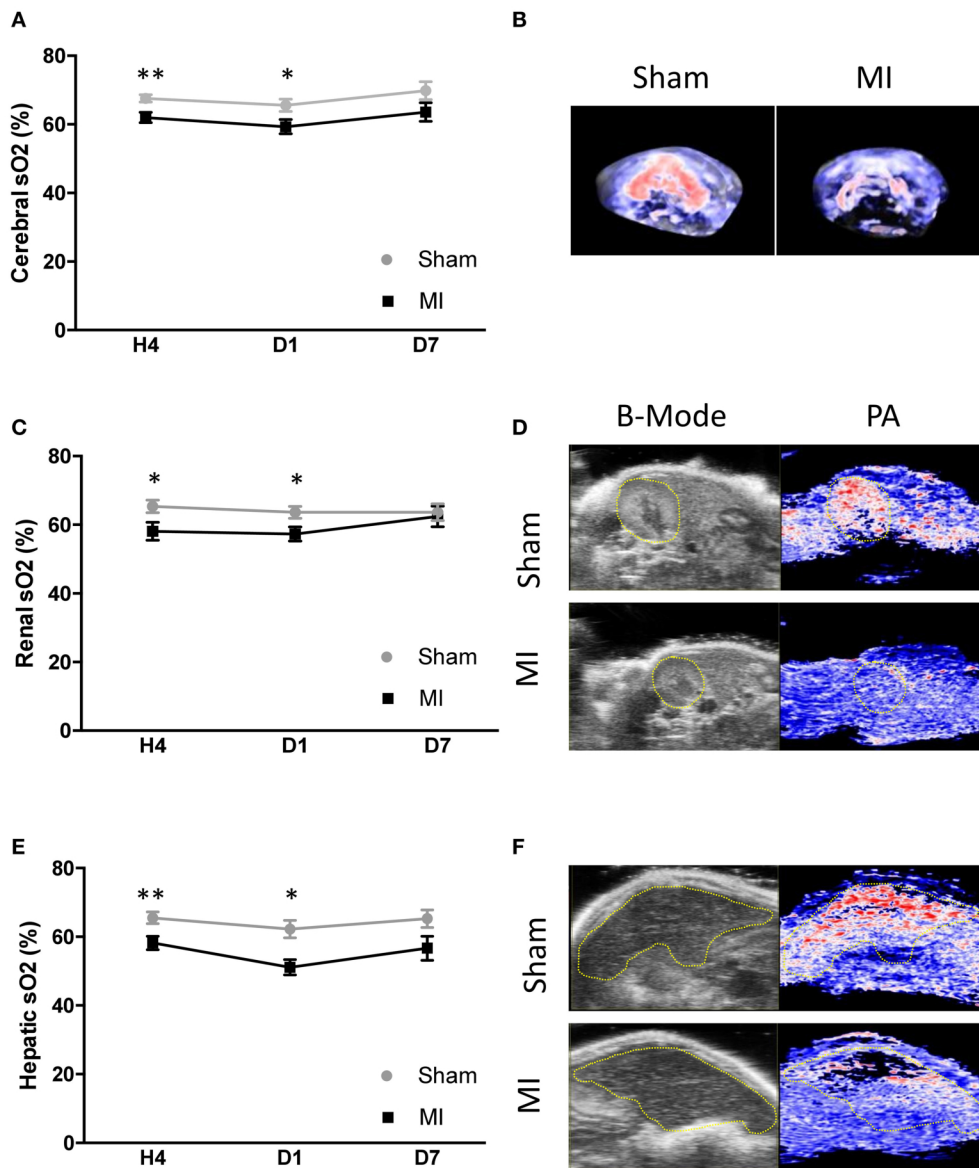 A
80
60
40
20
0
Cerebral sO2 (%)
**
*
Sham
MI
H4 D1 D7
B
Sham MI
C
80
60
40
20
0
Renal sO2 (%)
*
*
Sham
MI
H4 D1 D7
D
B-Mode PA
Sham
MI
E
80
60
40
20
0
Hepatic sO2 (%)
**
*
Sham
MI
H4 D1 D7
F
Sham
MI